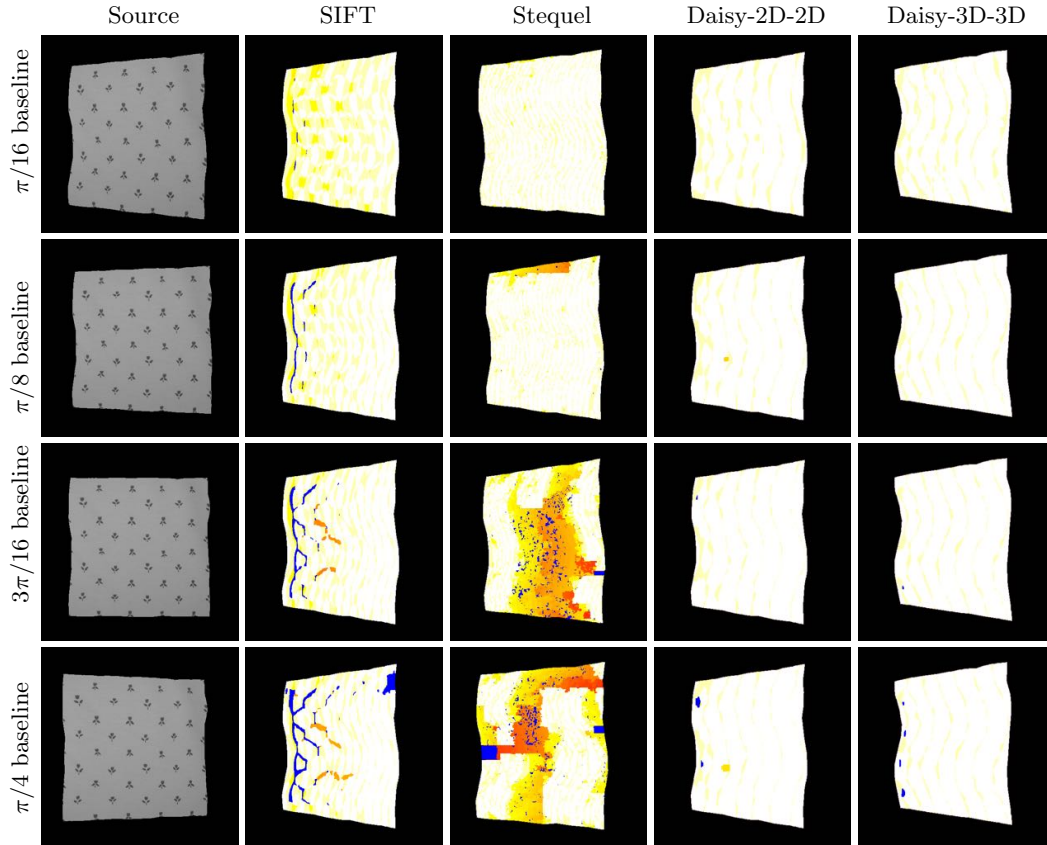 Source SIFT Stequel Daisy-2D-2D Daisy-3D-3D
π/16 baseline
π/8 baseline
3π/16 baseline
π/4 baseline